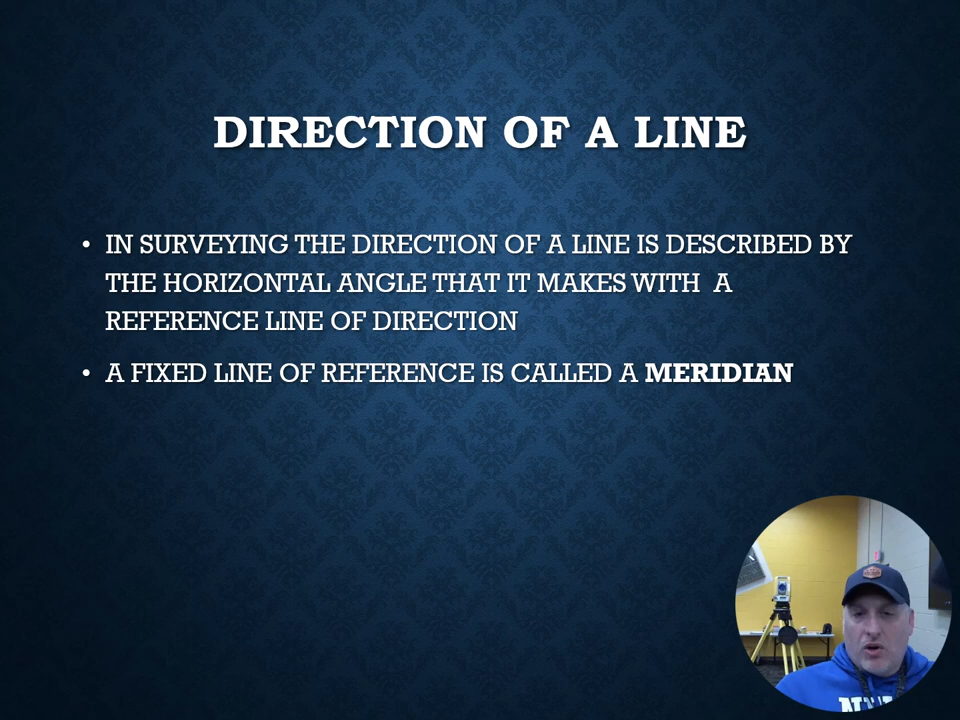 DIRECTION OF A LINE
• IN SURVEYING THE DIRECTION OF A LINE IS DESCRIBED BY
THE HORIZONTAL ANGLE THAT IT MAKES WITH A
REFERENCE LINE OF DIRECTION
• A FIXED LINE OF REFERENCE IS CALLED A MERIDIAN